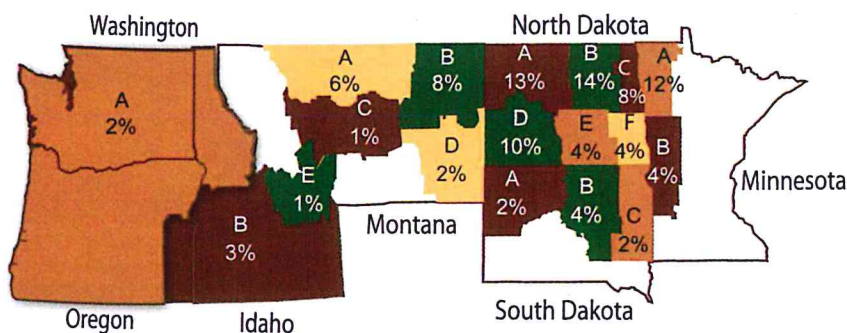 Washington
North Dakota
A
2%
A
6%
B
8%
C
1%
D
2%
E
1%
B
3%
A
13%
B
14%
C
8%
A
12%
D
10%
E
4%
F
4%
B
4%
A
2%
B
4%
C
2%
Minnesota
Montana
South Dakota
Oregon
Idaho